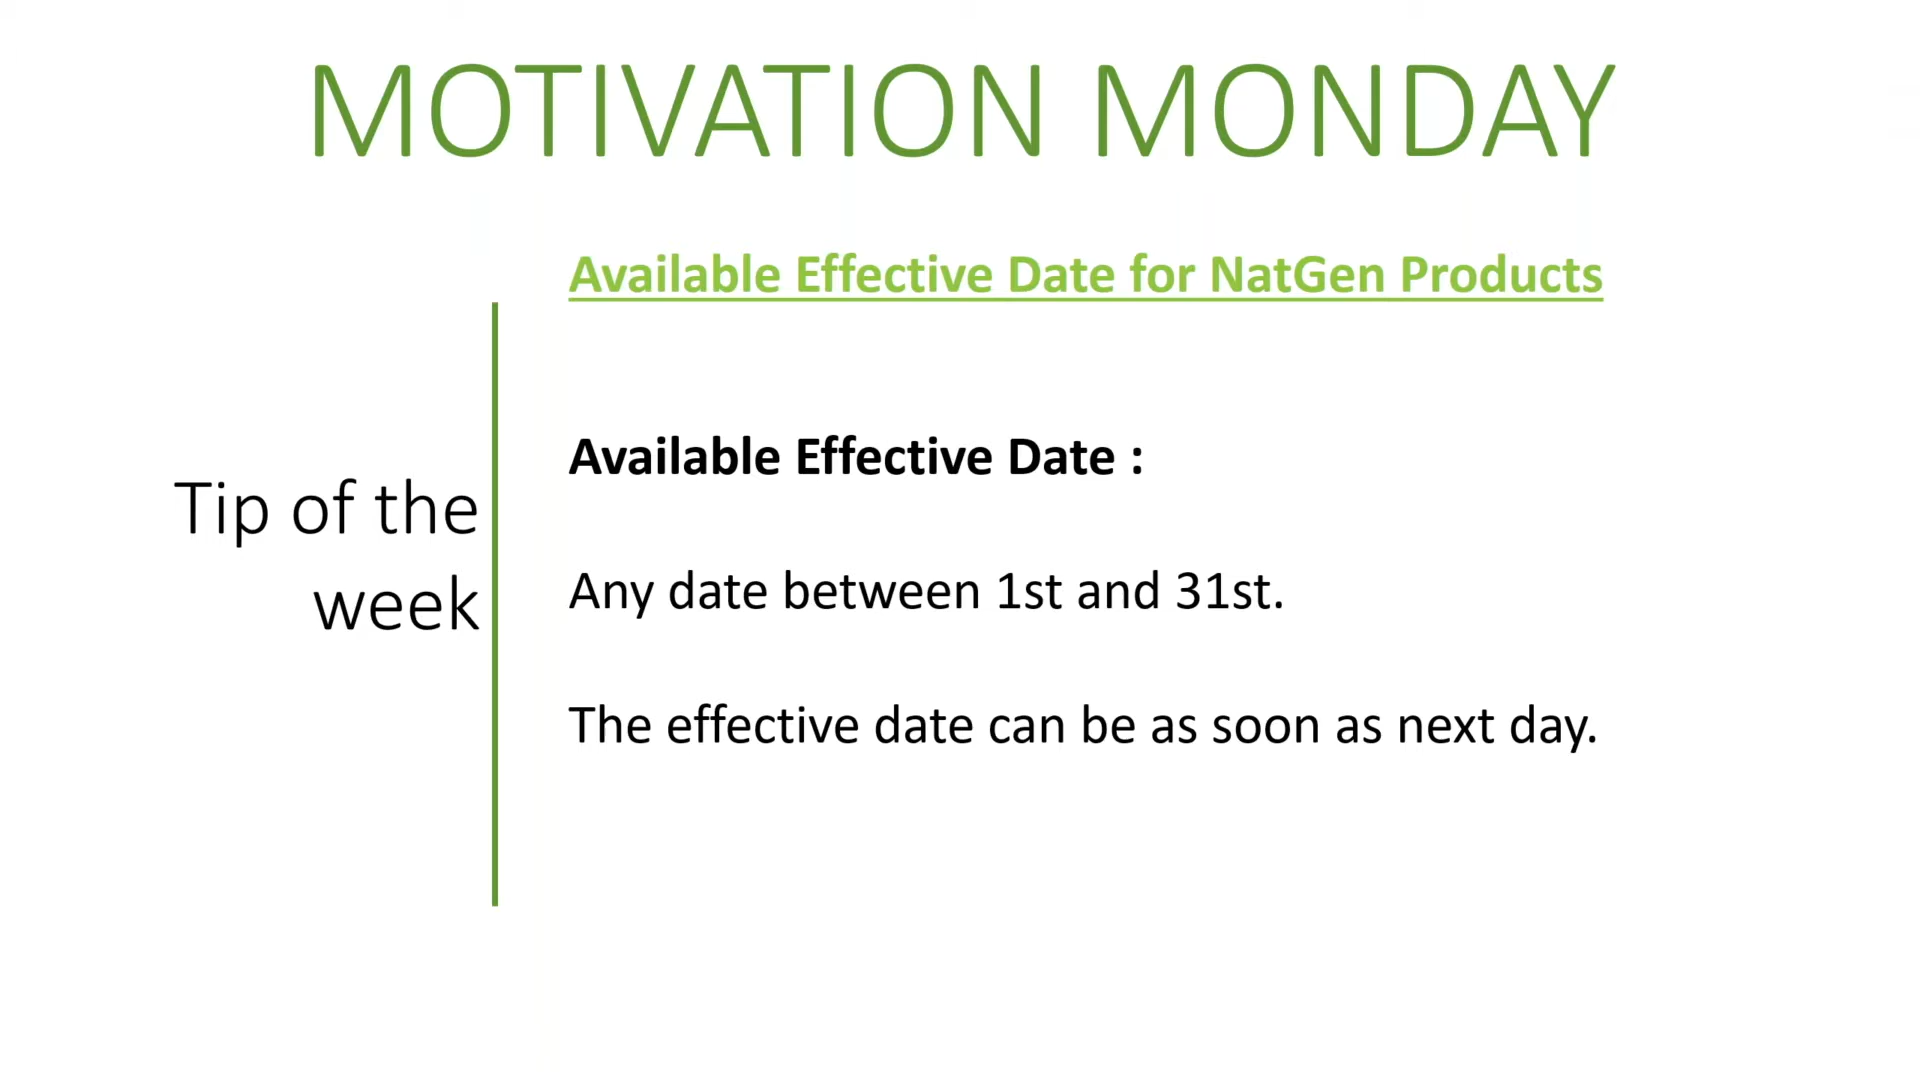 MOTIVATION MONDAY
Available Effective Date for NatGen Products
Tip of the
week
Available Effective Date :
Any date between 1st and 31st.
The effective date can be as soon as next day.